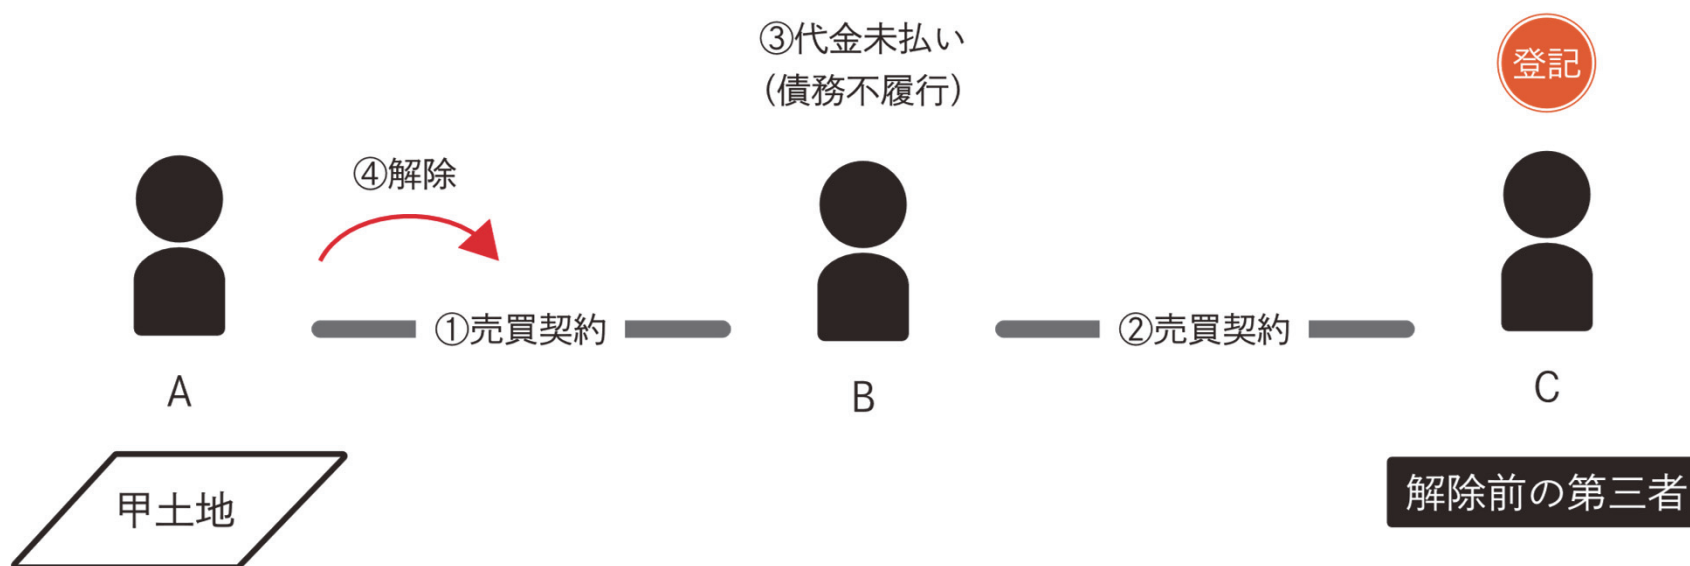 ③代金未払い
(債務不履行)
登記
④解除
①売買契約
②売買契約
A
B
C
甲土地
解除前の第三者